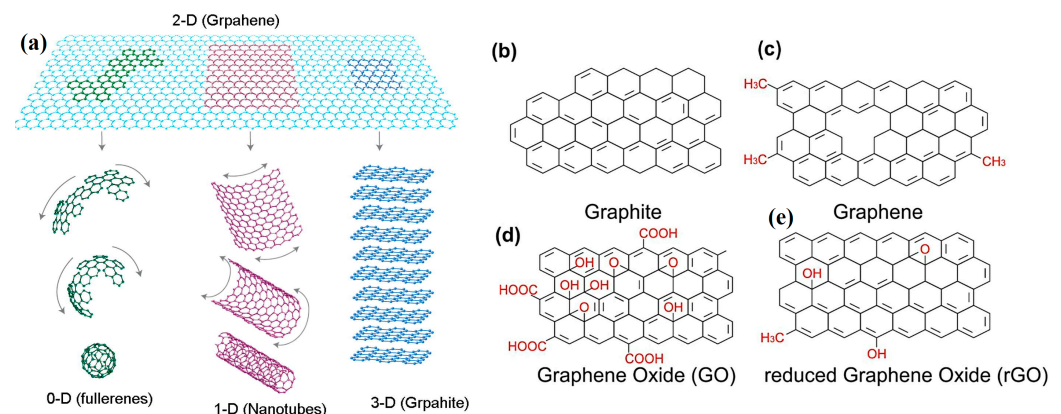 2-D (Grpahene)
(a)
0-D (fullerenes)
1-D (Nanotubes)
3-D (Grpahite)
(b)
Graphite
(c)
H₃C
H₃C
CH₃
Graphene
(d)
COOH
OH O O
OH OH
HOOC
O OH
HOOC
COOH
Graphene Oxide (GO)
(e)
O
OH
H₃C
OH
reduced Graphene Oxide (rGO)